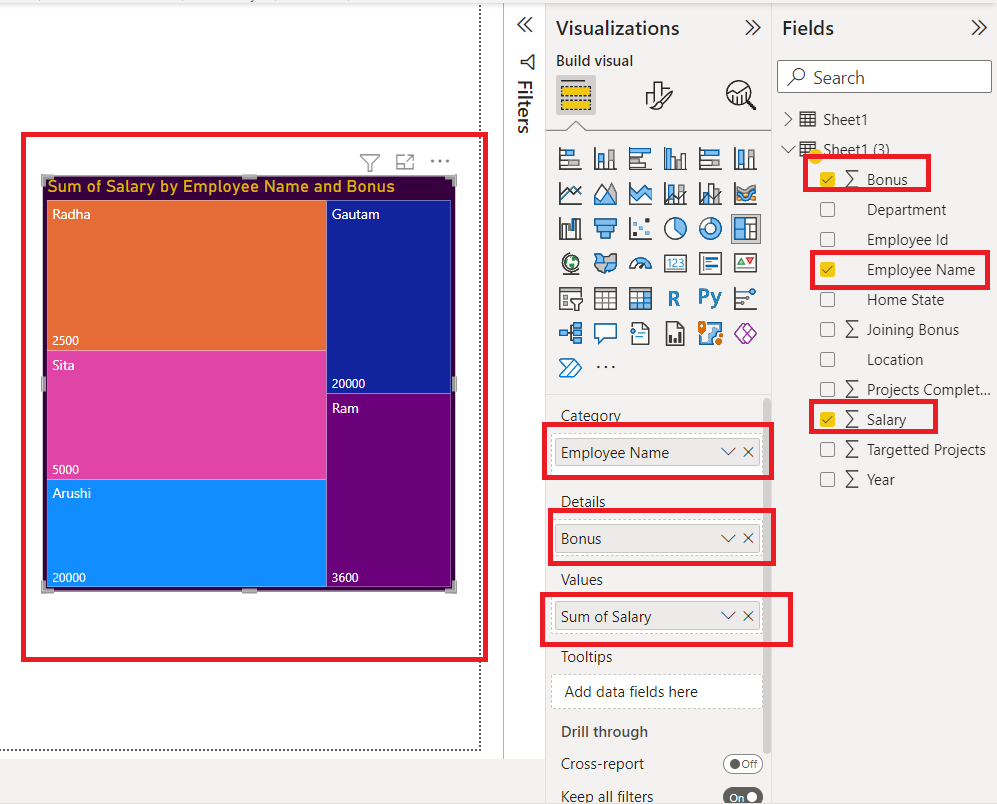 Sum of Salary by Employee Name and Bonus
Radha
2500
Sita
5000
Arushi
20000
Gautam
20000
Ram
3600
Filters
Visualizations
Build visual
123
R
Py
Category
Employee Name
Details
Bonus
Values
Sum of Salary
Tooltips
Add data fields here
Drill through
Cross-report
Off
Keep all filters
On
Fields
Search
Sheet1
Sheet1 (3)
Bonus
Department
Employee Id
Employee Name
Home State
Joining Bonus
Location
Projects Complet...
Salary
Targetted Projects
Year